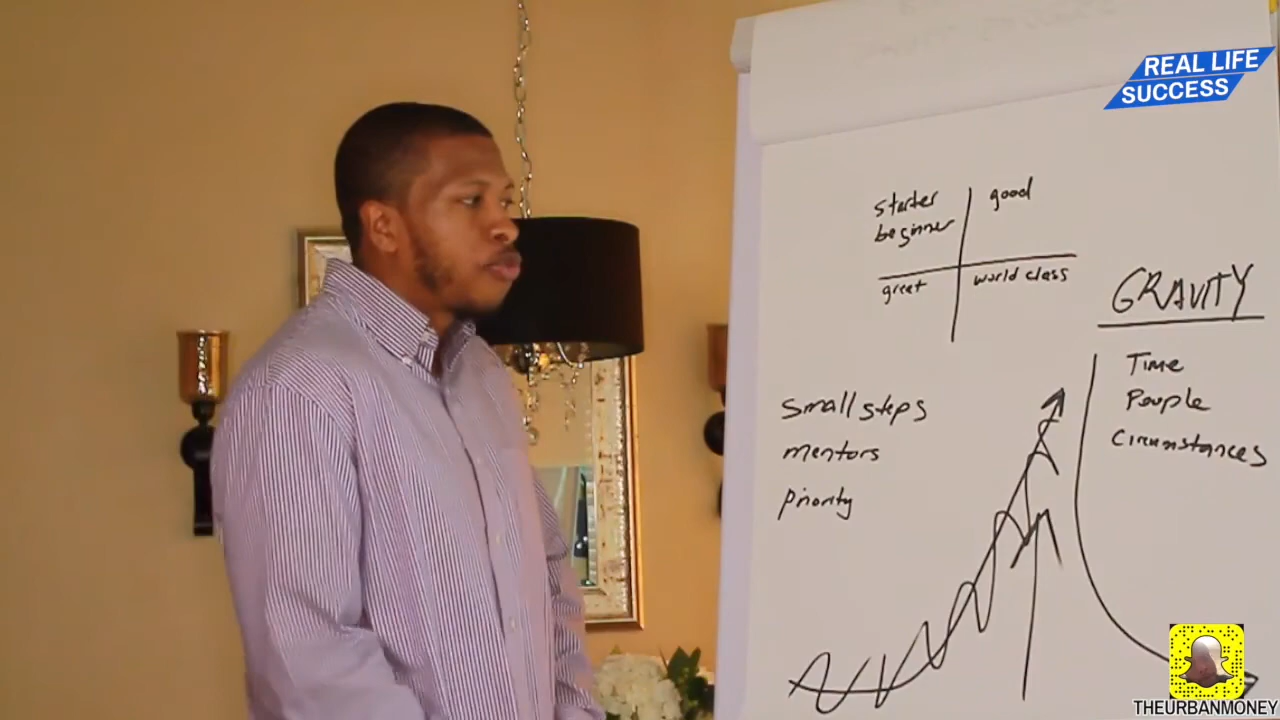 REAL LIFE
SUCCESS
starter
beginner
good
great
world class
GRAVITY
Time
People
Circumstances
Small steps
mentors
priority
THEURBANMONEY